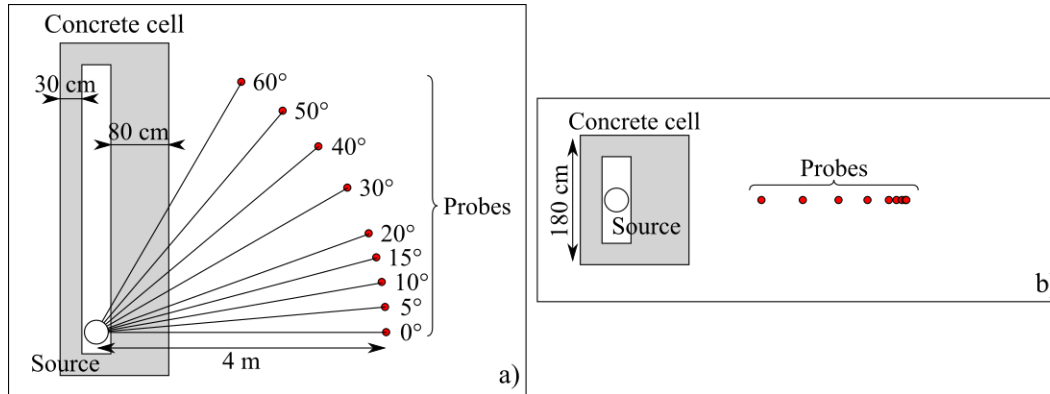 Concrete cell
30 cm
80 cm
60°
50°
40°
30°
20°
15°
10°
5°
0°
Probes
Source
4 m
a)
Concrete cell
180 cm
Probes
Source
b